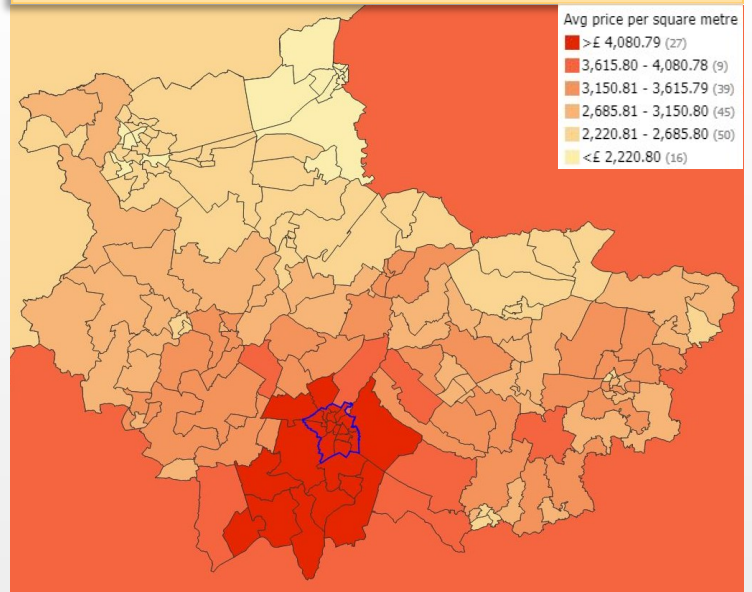 Avg price per square metre
>£ 4,080.79 (27)
3,615.80 - 4,080.78 (9)
3,150.81 - 3,615.79 (39)
2,685.81 - 3,150.80 (45)
2,220.81 - 2,685.80 (50)
<£ 2,220.80 (16)